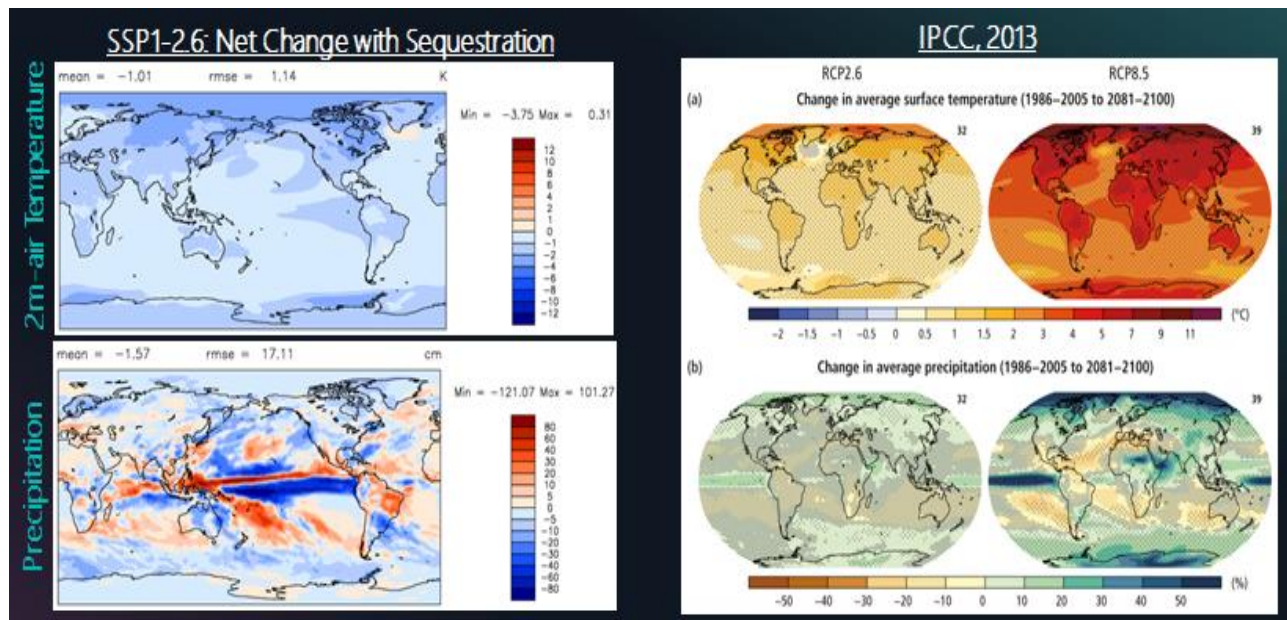 SSP1-2.6: Net Change with Sequestration
2m-air Temperature
mean = -1.01 rmse = 1.14 K
Min = -3.75 Max = 0.31
12
10
8
6
4
2
1
0
-1
-2
-4
-6
-8
-10
-12
Precipitation
mean = -1.57 rmse = 17.11 cm
Min = -121.07 Max = 101.27
80
60
40
30
20
10
5
0
-5
-10
-20
-30
-40
-60
-80
IPCC, 2013
RCP2.6 RCP8.5
(a) Change in average surface temperature (1986–2005 to 2081–2100)
32 39
-2 -1.5 -1 -0.5 0 0.5 1 1.5 2 3 4 5 7 9 11 (°C)
(b) Change in average precipitation (1986–2005 to 2081–2100)
32 39
-50 -40 -30 -20 -10 0 10 20 30 40 50 (%)